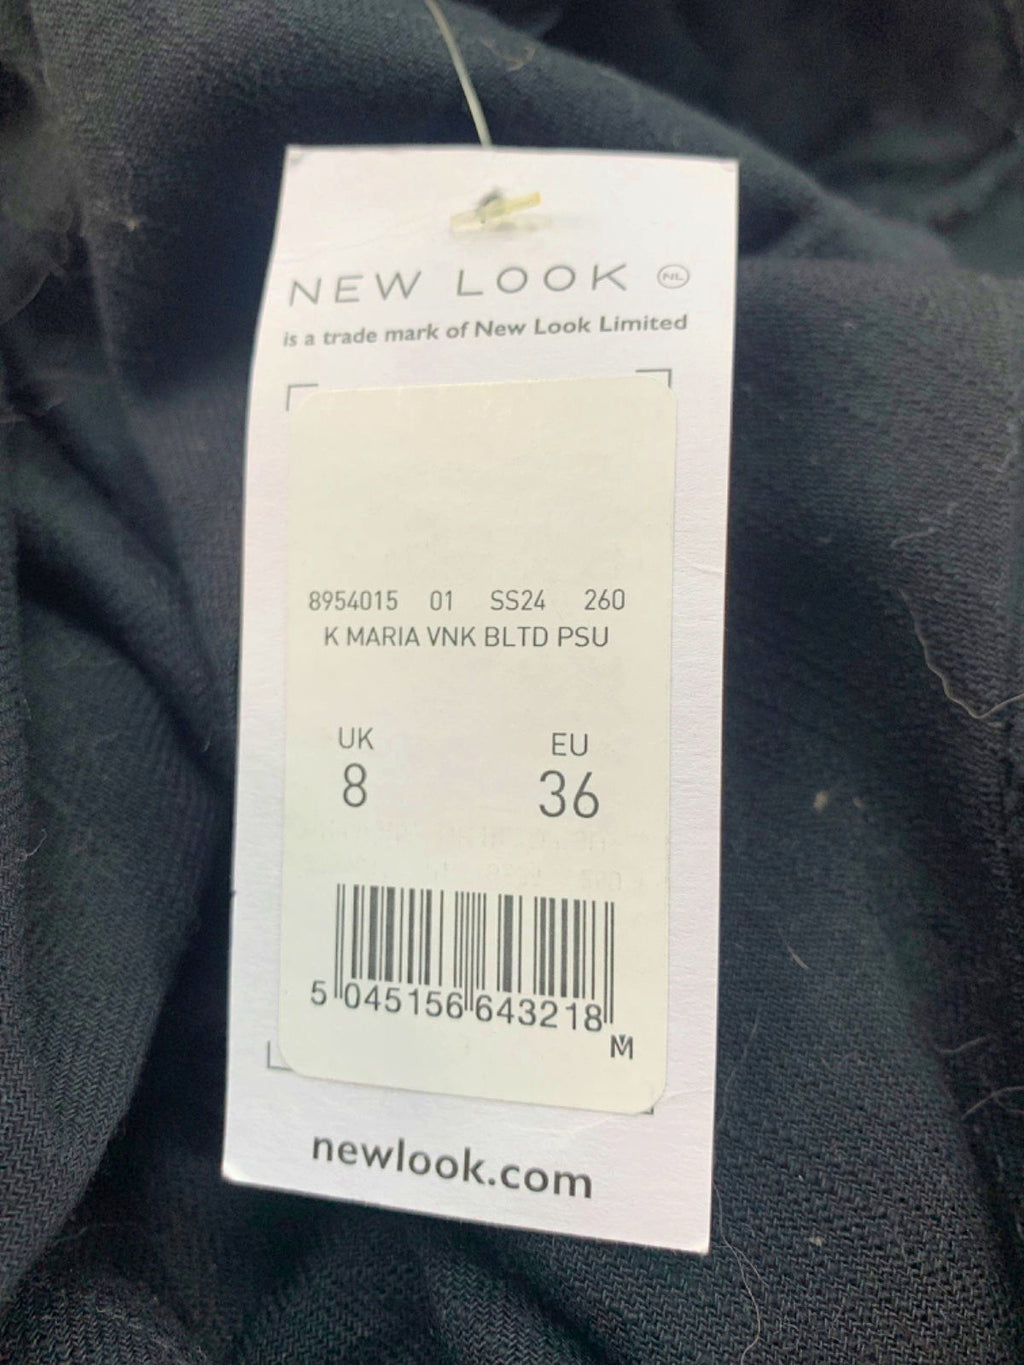 NEW LOOK NL
is a trade mark of New Look Limited
8954015 01 SS24 260
K MARIA VNK BLTD PSU
UK EU
8 36
5 045156 643218
M
newlook.com